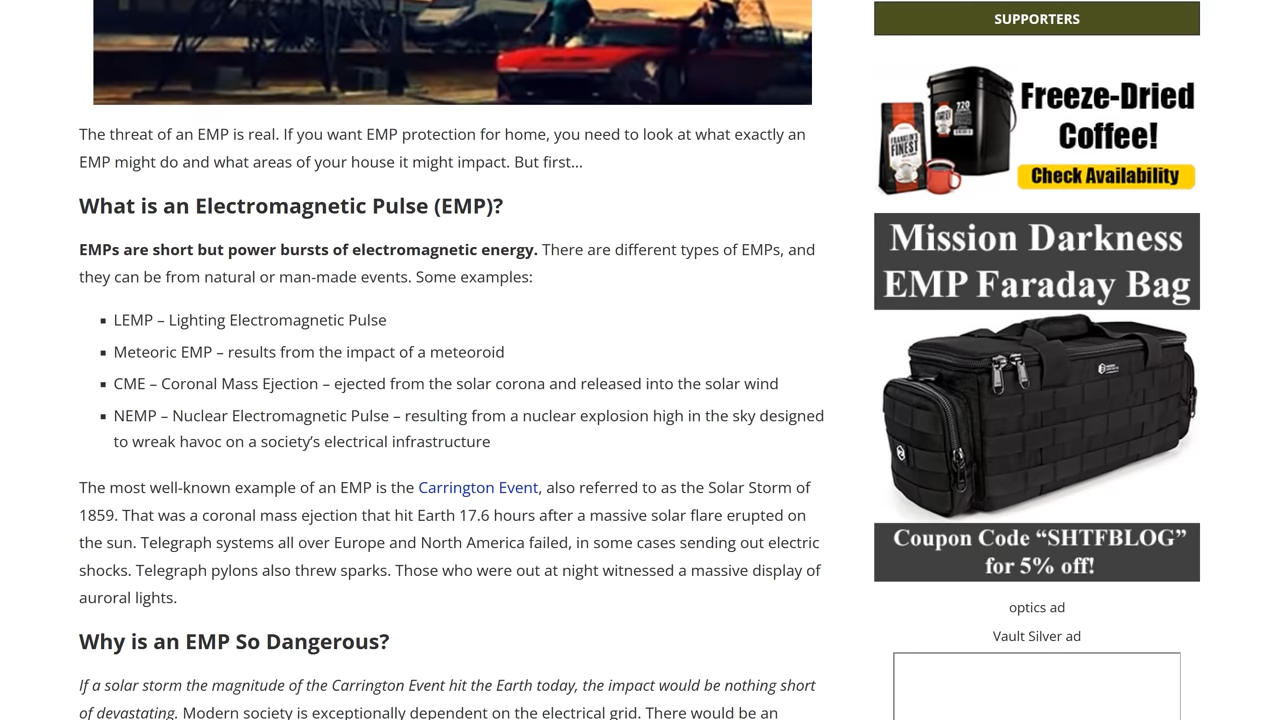 The threat of an EMP is real. If you want EMP protection for home, you need to look at what exactly an
EMP might do and what areas of your house it might impact. But first…
What is an Electromagnetic Pulse (EMP)?
EMPs are short but power bursts of electromagnetic energy. There are different types of EMPs, and
they can be from natural or man-made events. Some examples:
▪ LEMP – Lighting Electromagnetic Pulse
▪ Meteoric EMP – results from the impact of a meteoroid
▪ CME – Coronal Mass Ejection – ejected from the solar corona and released into the solar wind
▪ NEMP – Nuclear Electromagnetic Pulse – resulting from a nuclear explosion high in the sky designed
to wreak havoc on a society’s electrical infrastructure
The most well-known example of an EMP is the Carrington Event, also referred to as the Solar Storm of
1859. That was a coronal mass ejection that hit Earth 17.6 hours after a massive solar flare erupted on
the sun. Telegraph systems all over Europe and North America failed, in some cases sending out electric
shocks. Telegraph pylons also threw sparks. Those who were out at night witnessed a massive display of
auroral lights.
Why is an EMP So Dangerous?
If a solar storm the magnitude of the Carrington Event hit the Earth today, the impact would be nothing short
of devastating. Modern society is exceptionally dependent on the electrical grid. There would be an
SUPPORTERS
FRANKLIN'S
FINEST
720
Freeze-Dried
Coffee!
Check Availability
Mission Darkness
EMP Faraday Bag
Coupon Code “SHTFBLOG”
for 5% off!
optics ad
Vault Silver ad